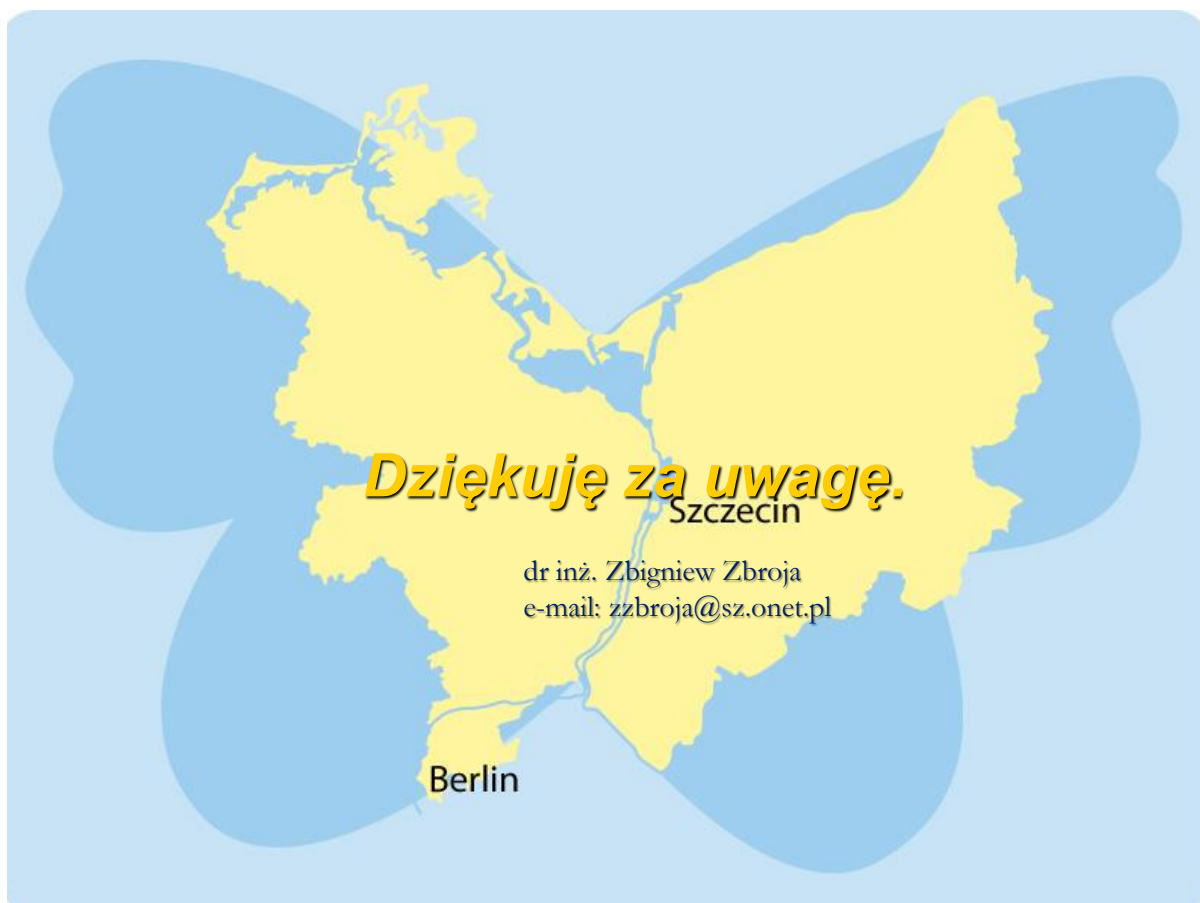 Dziękuję za uwagę.
Szczecin
dr inż. Zbigniew Zbroja
e-mail: zzbroja@sz.onet.pl
Berlin